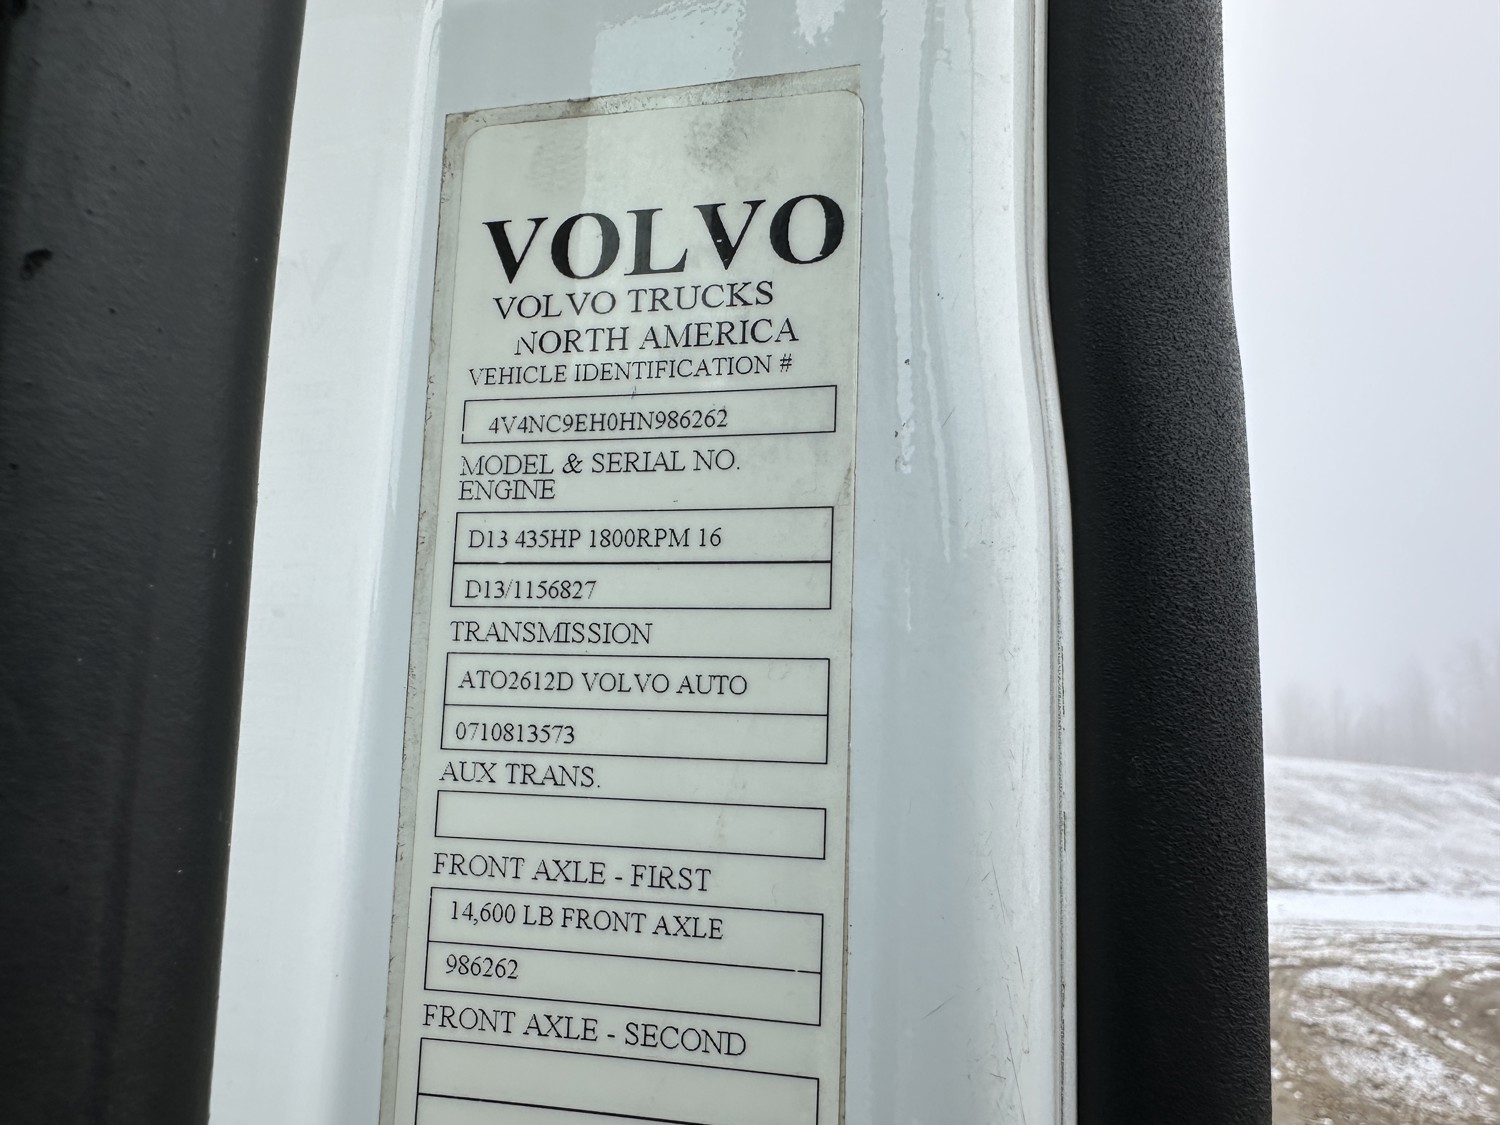 VOLVO
VOLVO TRUCKS
NORTH AMERICA
VEHICLE IDENTIFICATION #
4V4NC9EH0HN986262
MODEL & SERIAL NO.
ENGINE
D13 435HP 1800RPM 16
D13/1156827
TRANSMISSION
ATO2612D VOLVO AUTO
0710813573
AUX TRANS.
FRONT AXLE - FIRST
14,600 LB FRONT AXLE
986262
FRONT AXLE - SECOND